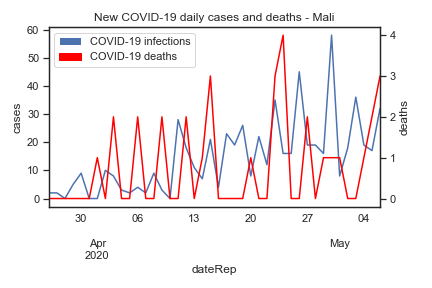 New COVID-19 daily cases and deaths - Mali
COVID-19 infections
COVID-19 deaths
60
50
40
30
20
10
0
cases
4
3
2
1
0
deaths
30 06 13 20 27 04
Apr May
2020
dateRep